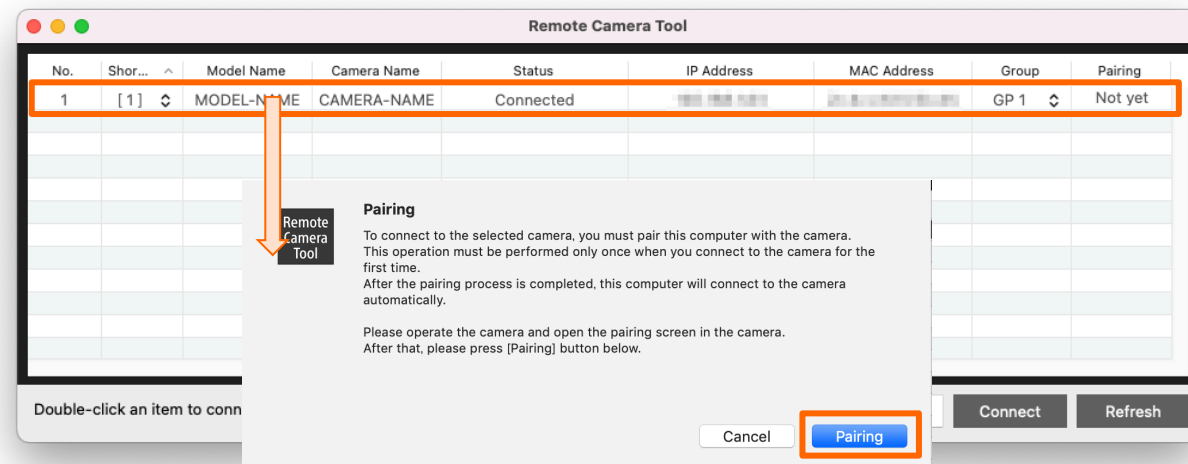 Remote Camera Tool
No. Shor... Model Name Camera Name Status IP Address MAC Address Group Pairing
1 [ 1 ] MODEL-NAME CAMERA-NAME Connected GP 1 Not yet
Remote
Camera
Tool
Pairing
To connect to the selected camera, you must pair this computer with the camera.
This operation must be performed only once when you connect to the camera for the
first time.
After the pairing process is completed, this computer will connect to the camera
automatically.
Please operate the camera and open the pairing screen in the camera.
After that, please press [Pairing] button below.
Double-click an item to conn
Connect Refresh
Cancel Pairing